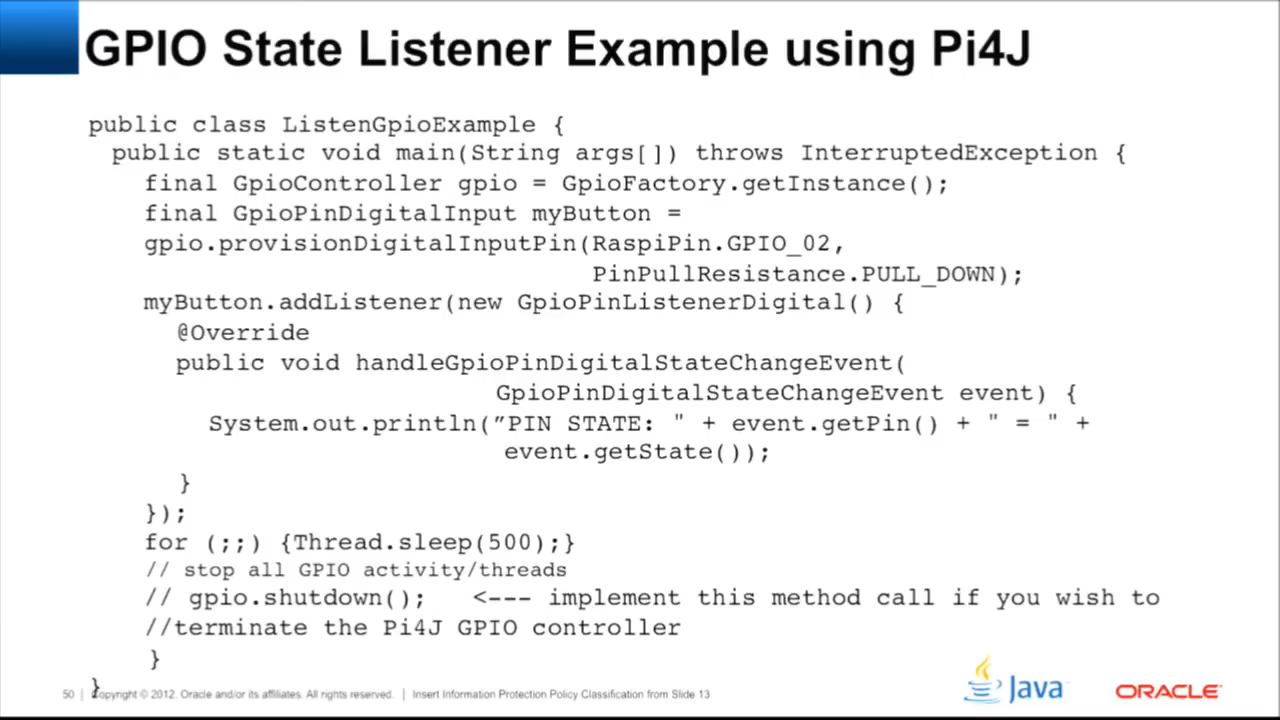 GPIO State Listener Example using Pi4J
public class ListenGpioExample {
public static void main(String args[]) throws InterruptedException {
final GpioController gpio = GpioFactory.getInstance();
final GpioPinDigitalInput myButton =
gpio.provisionDigitalInputPin(RaspiPin.GPIO_02,
PinPullResistance.PULL_DOWN);
myButton.addListener(new GpioPinListenerDigital() {
@Override
public void handleGpioPinDigitalStateChangeEvent(
GpioPinDigitalStateChangeEvent event) {
System.out.println(”PIN STATE: " + event.getPin() + " = " +
event.getState());
}
});
for (;;) {Thread.sleep(500);}
// stop all GPIO activity/threads
// gpio.shutdown(); <--- implement this method call if you wish to
//terminate the Pi4J GPIO controller
}
}
50 | Copyright © 2012, Oracle and/or its affiliates. All rights reserved. | Insert Information Protection Policy Classification from Slide 13
Java
ORACLE